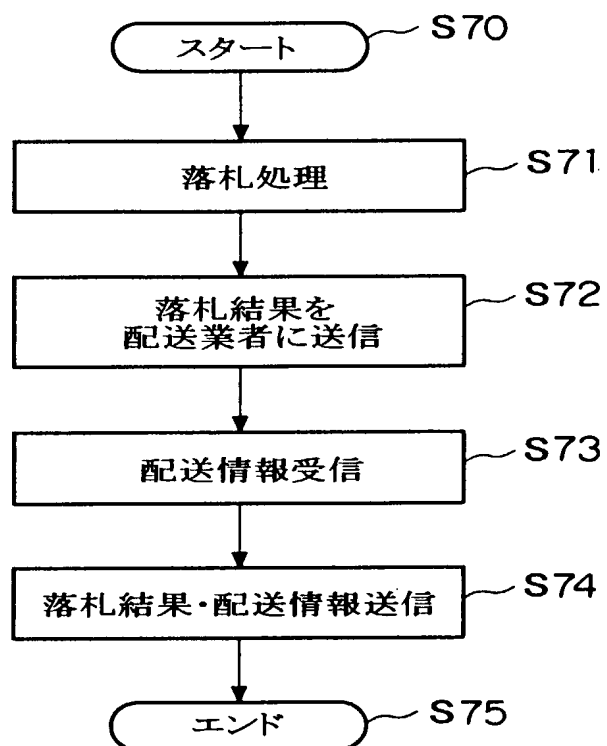 スタート
S70
落札処理
S71
落札結果を
配送業者に送信
S72
配送情報受信
S73
落札結果・配送情報送信
S74
エンド
S75